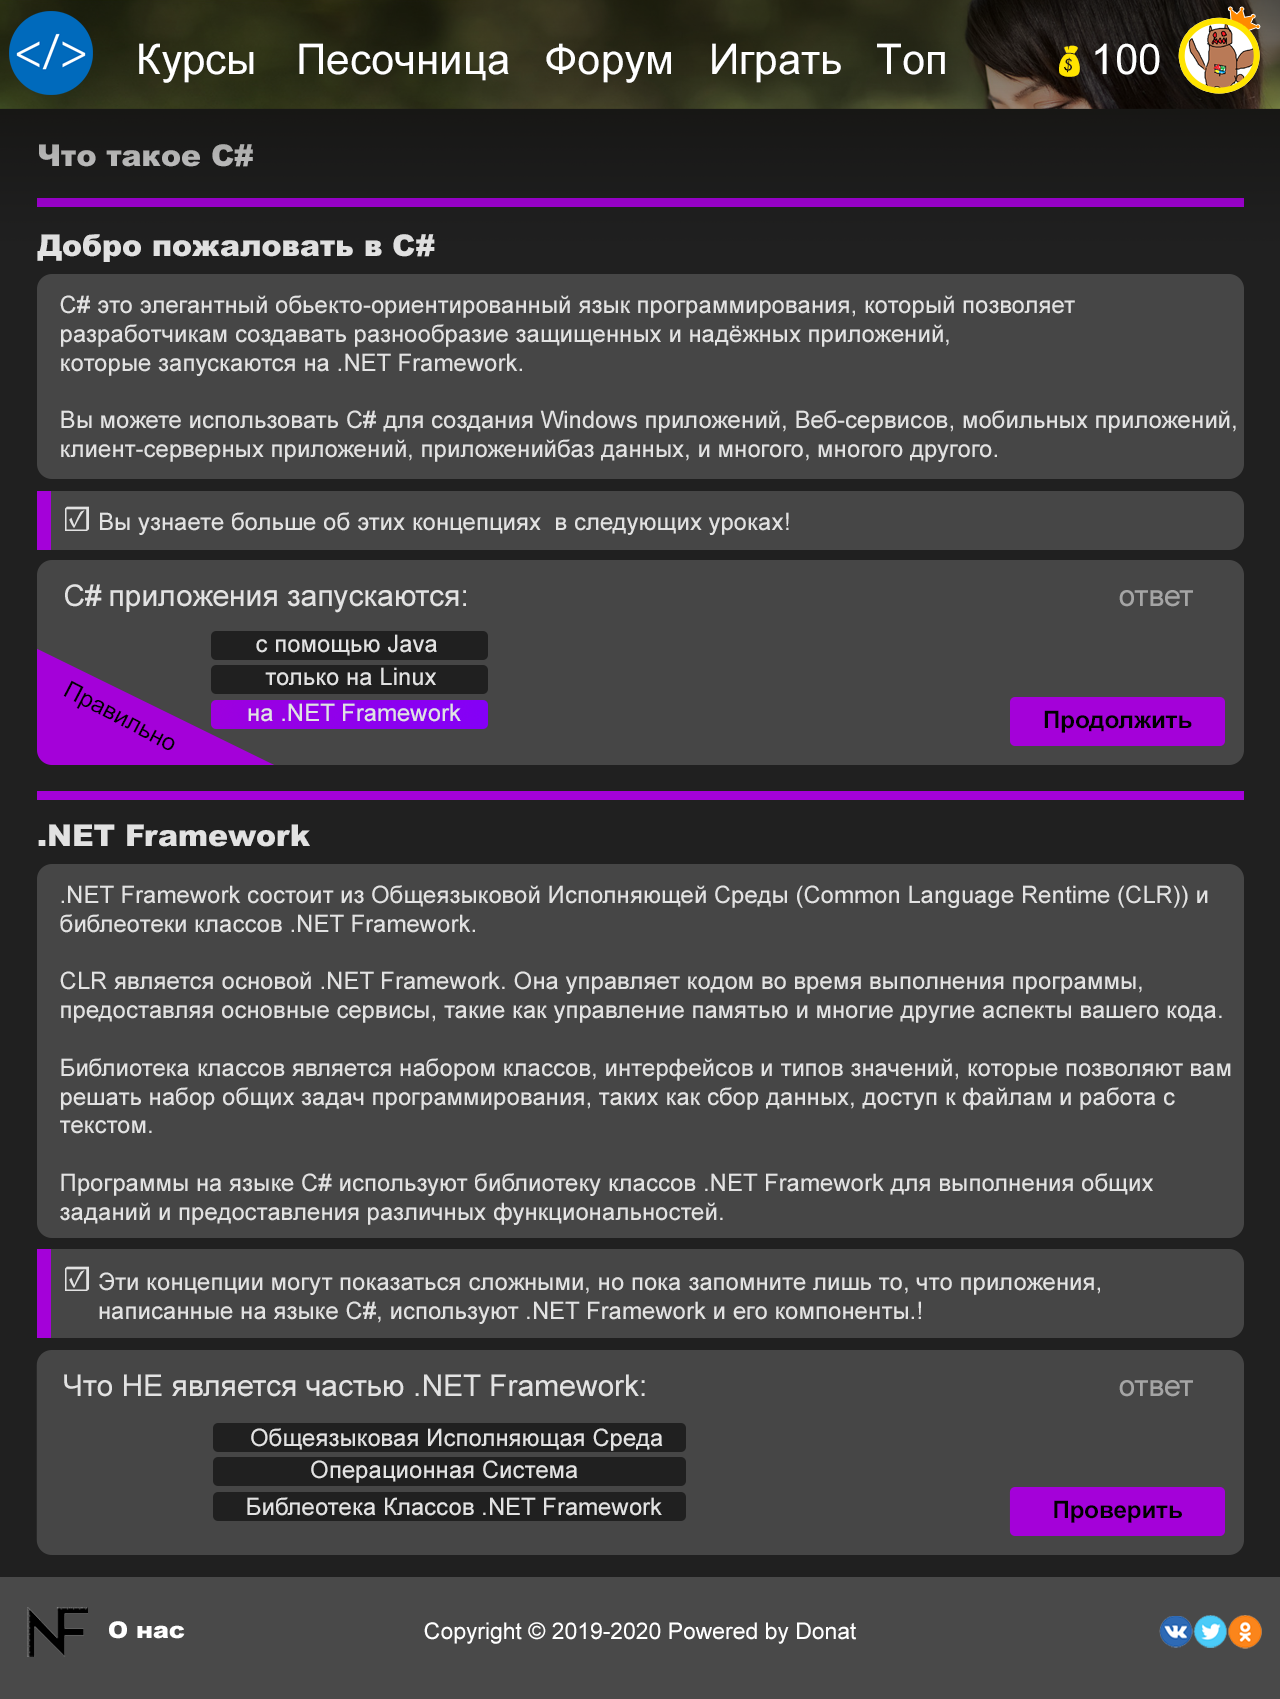 </>
Курсы Песочница Форум Играть Топ
$ 100
Что такое C#
Добро пожаловать в C#
C# это элегантный обьекто-ориентированный язык программирования, который позволяет
разработчикам создавать разнообразие защищенных и надёжных приложений,
которые запускаются на .NET Framework.
Вы можете использовать C# для создания Windows приложений, Веб-сервисов, мобильных приложений,
клиент-серверных приложений, приложенийбаз данных, и многого, многого другого.
☑ Вы узнаете больше об этих концепциях  в следующих уроках!
C# приложения запускаются: ответ
с помощью Java
только на Linux
на .NET Framework
Правильно
Продолжить
.NET Framework
.NET Framework состоит из Общеязыковой Исполняющей Среды (Common Language Rentime (CLR)) и
библеотеки классов .NET Framework.
CLR является основой .NET Framework. Она управляет кодом во время выполнения программы,
предоставляя основные сервисы, такие как управление памятью и многие другие аспекты вашего кода.
Библиотека классов является набором классов, интерфейсов и типов значений, которые позволяют вам
решать набор общих задач программирования, таких как сбор данных, доступ к файлам и работа с
текстом.
Программы на языке C# используют библиотеку классов .NET Framework для выполнения общих
заданий и предоставления различных функциональностей.
☑ Эти концепции могут показаться сложными, но пока запомните лишь то, что приложения,
написанные на языке C#, используют .NET Framework и его компоненты.!
Что НЕ является частью .NET Framework: ответ
Общеязыковая Исполняющая Среда
Операционная Система
Библеотека Классов .NET Framework
Проверить
NF О нас Copyright © 2019-2020 Powered by Donat